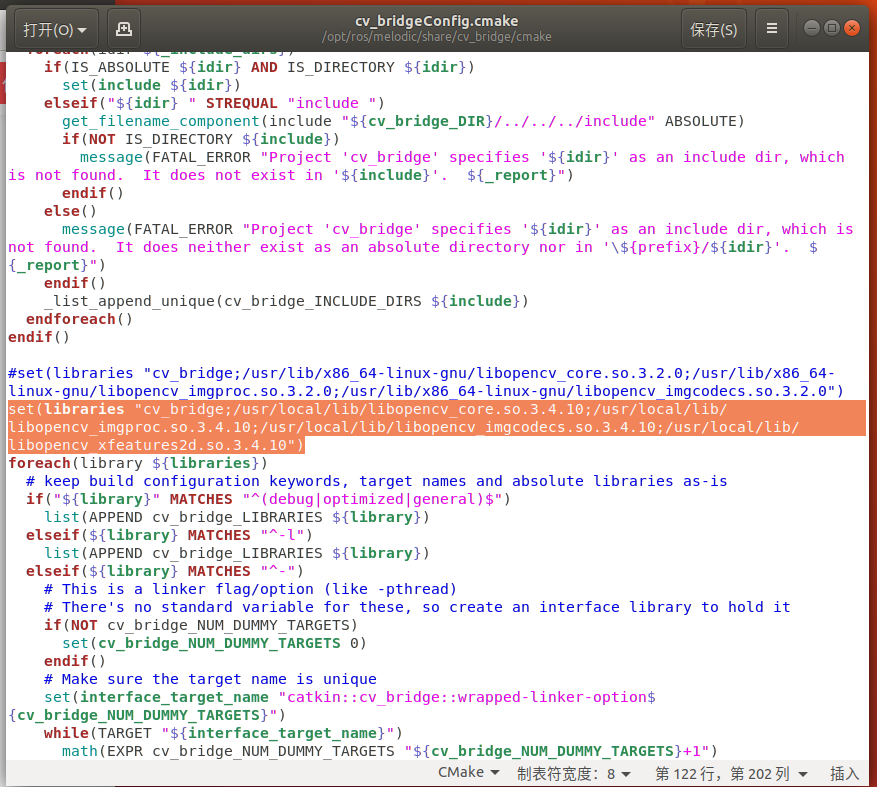 打开(O)
cv_bridgeConfig.cmake
/opt/ros/melodic/share/cv_bridge/cmake
保存(S)
if(IS_ABSOLUTE ${idir} AND IS_DIRECTORY ${idir})
set(include ${idir})
elseif("${idir} " STREQUAL "include ")
get_filename_component(include "${cv_bridge_DIR}/../../../include" ABSOLUTE)
if(NOT IS_DIRECTORY ${include})
message(FATAL_ERROR "Project 'cv_bridge' specifies '${idir}' as an include dir, which
is not found.  It does not exist in '${include}'.  ${_report}")
endif()
else()
message(FATAL_ERROR "Project 'cv_bridge' specifies '${idir}' as an include dir, which is
not found.  It does neither exist as an absolute directory nor in '\${prefix}/${idir}'.  $
{_report}")
endif()
_list_append_unique(cv_bridge_INCLUDE_DIRS ${include})
endforeach()
endif()
#set(libraries "cv_bridge;/usr/lib/x86_64-linux-gnu/libopencv_core.so.3.2.0;/usr/lib/x86_64-
linux-gnu/libopencv_imgproc.so.3.2.0;/usr/lib/x86_64-linux-gnu/libopencv_imgcodecs.so.3.2.0")
set(libraries "cv_bridge;/usr/local/lib/libopencv_core.so.3.4.10;/usr/local/lib/
libopencv_imgproc.so.3.4.10;/usr/local/lib/libopencv_imgcodecs.so.3.4.10;/usr/local/lib/
libopencv_xfeatures2d.so.3.4.10")
foreach(library ${libraries})
# keep build configuration keywords, target names and absolute libraries as-is
if("${library}" MATCHES "^(debug|optimized|general)$")
list(APPEND cv_bridge_LIBRARIES ${library})
elseif(${library} MATCHES "^-l")
list(APPEND cv_bridge_LIBRARIES ${library})
elseif(${library} MATCHES "^-")
# This is a linker flag/option (like -pthread)
# There's no standard variable for these, so create an interface library to hold it
if(NOT cv_bridge_NUM_DUMMY_TARGETS)
set(cv_bridge_NUM_DUMMY_TARGETS 0)
endif()
# Make sure the target name is unique
set(interface_target_name "catkin::cv_bridge::wrapped-linker-option$
{cv_bridge_NUM_DUMMY_TARGETS}")
while(TARGET "${interface_target_name}")
math(EXPR cv_bridge_NUM_DUMMY_TARGETS "${cv_bridge_NUM_DUMMY_TARGETS}+1")
CMake 制表符宽度：8 第 122 行，第 202 列 插入